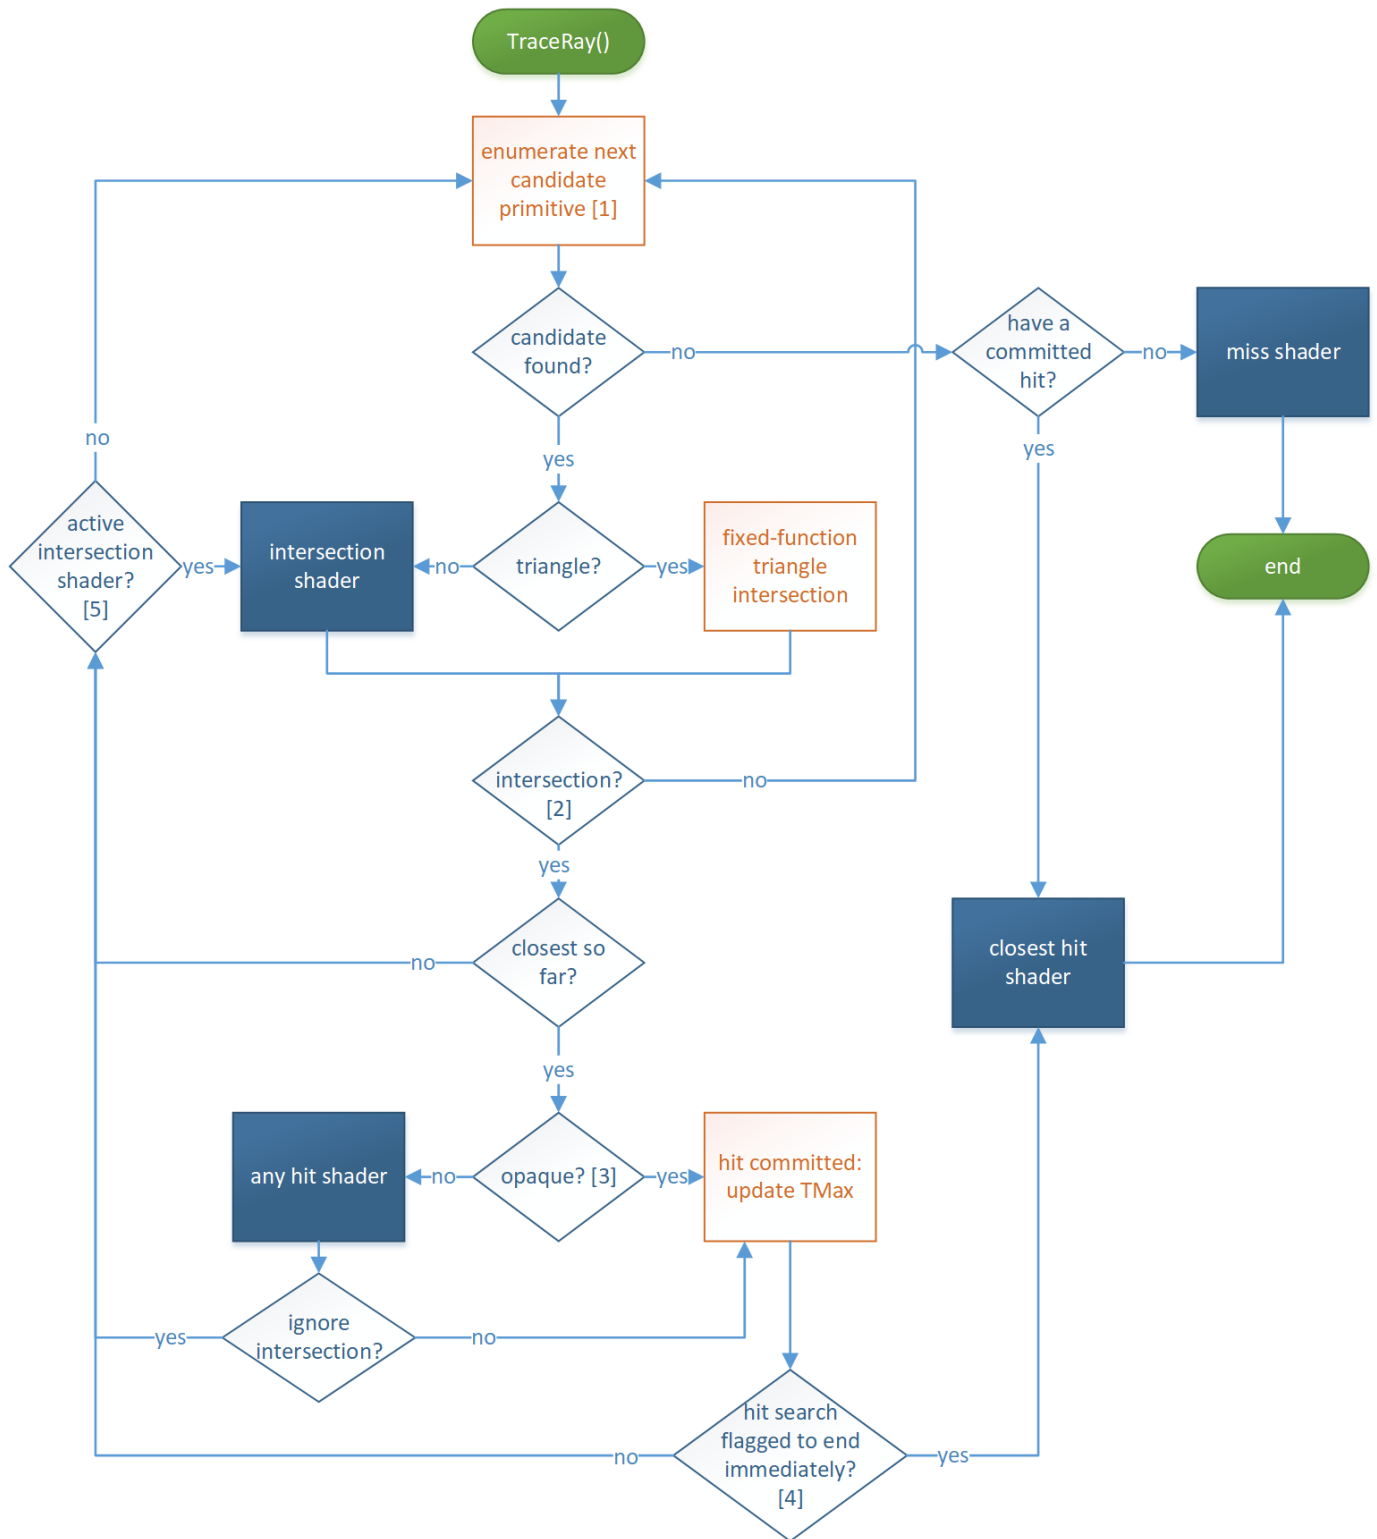 TraceRay()
enumerate next
candidate
primitive [1]
candidate
found?
no
have a
committed
hit?
no
miss shader
no
yes
yes
active
intersection
shader?
[5]
yes
intersection
shader
no
triangle?
yes
fixed-function
triangle
intersection
end
intersection?
[2]
no
yes
closest so
far?
no
closest hit
shader
yes
any hit shader
no
opaque? [3]
yes
hit committed:
update TMax
ignore
intersection?
yes
no
hit search
flagged to end
immediately?
[4]
no
yes